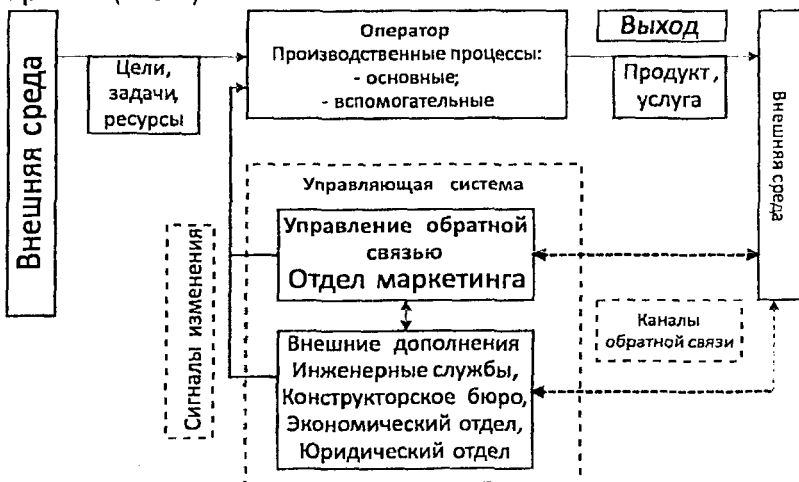 Оператор
Производственные процессы:
- основные;
- вспомогательные
Выход
Внешняя среда
Цели,
задачи,
ресурсы
Продукт,
услуга
Внешняя среда
Управляющая система
Управление обратной
связью
Отдел маркетинга
Сигналы изменения
Каналы
обратной связи
Внешние дополнения
Инженерные службы,
Конструкторское бюро,
Экономический отдел,
Юридический отдел